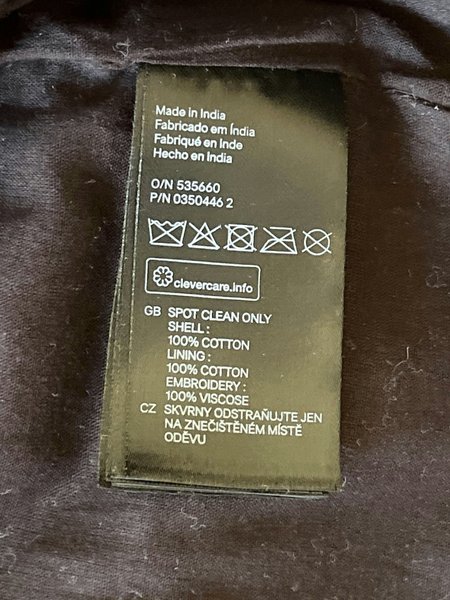 Made in India
Fabricado em Índia
Fabriqué en Inde
Hecho en India
O/N 535660
P/N 0350446 2
clevercare.info
GB SPOT CLEAN ONLY
SHELL :
100% COTTON
LINING :
100% COTTON
EMBROIDERY :
100% VISCOSE
CZ SKVRNY ODSTRAŇUJTE JEN
NA ZNEČIŠTĚNÉM MÍSTĚ
ODĚVU